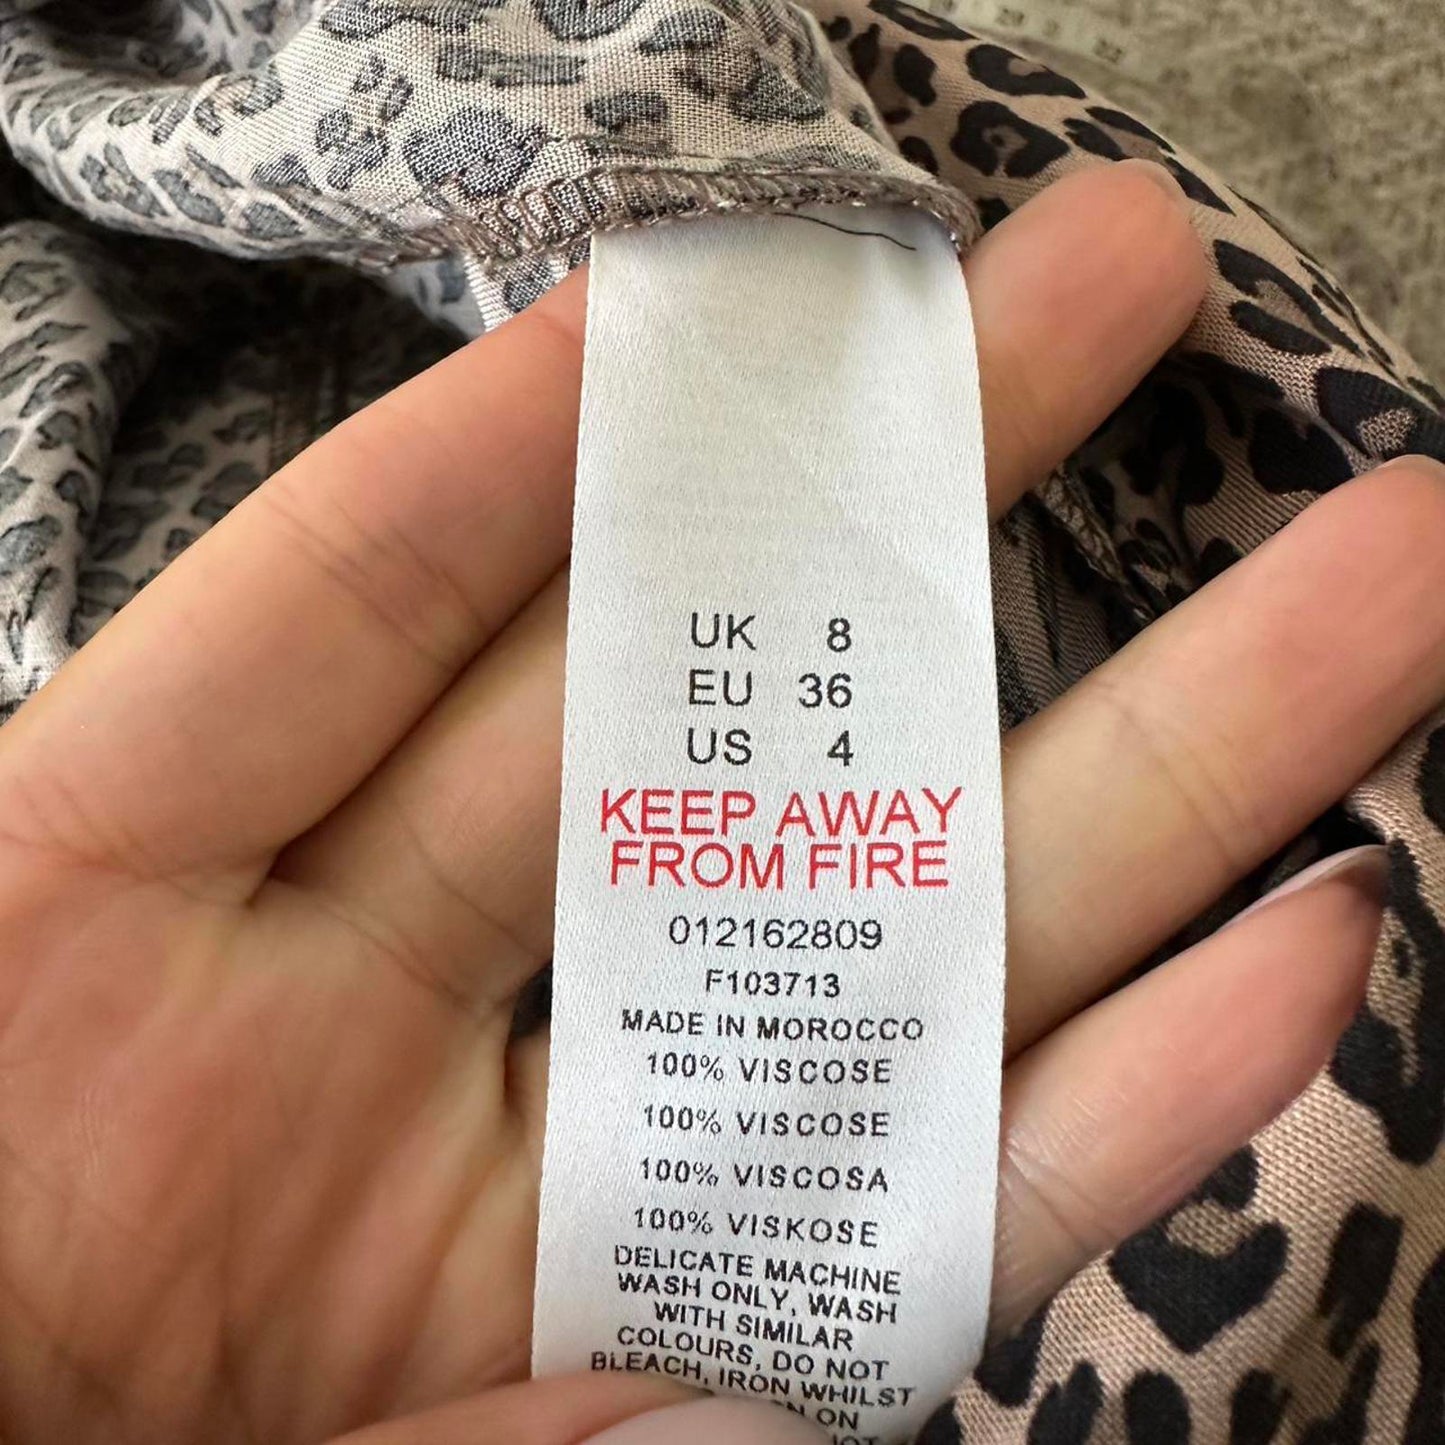 UK 8
EU 36
US 4
KEEP AWAY
FROM FIRE
012162809
F103713
MADE IN MOROCCO
100% VISCOSE
100% VISCOSE
100% VISCOSA
100% VISKOSE
DELICATE MACHINE
WASH ONLY, WASH
WITH SIMILAR
COLOURS, DO NOT
BLEACH, IRON WHILST
ON